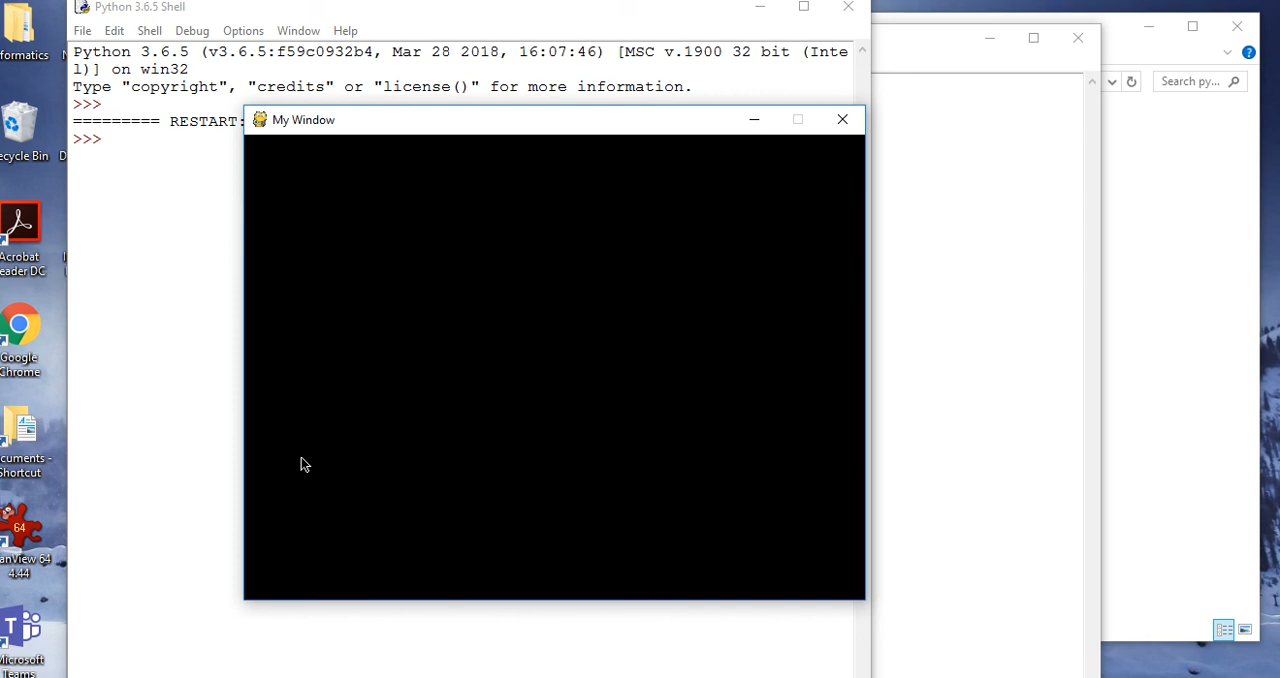 Python 3.6.5 Shell
File Edit Shell Debug Options Window Help
Python 3.6.5 (v3.6.5:f59c0932b4, Mar 28 2018, 16:07:46) [MSC v.1900 32 bit (Inte
l)] on win32
Type "copyright", "credits" or "license()" for more information.
>>>
========= RESTART:
>>>
My Window
Search py...
formatics
ecycle Bin
Acrobat
eader DC
Google
Chrome
cuments -
Shortcut
64
anView 64
4.44
Microsoft
Teams